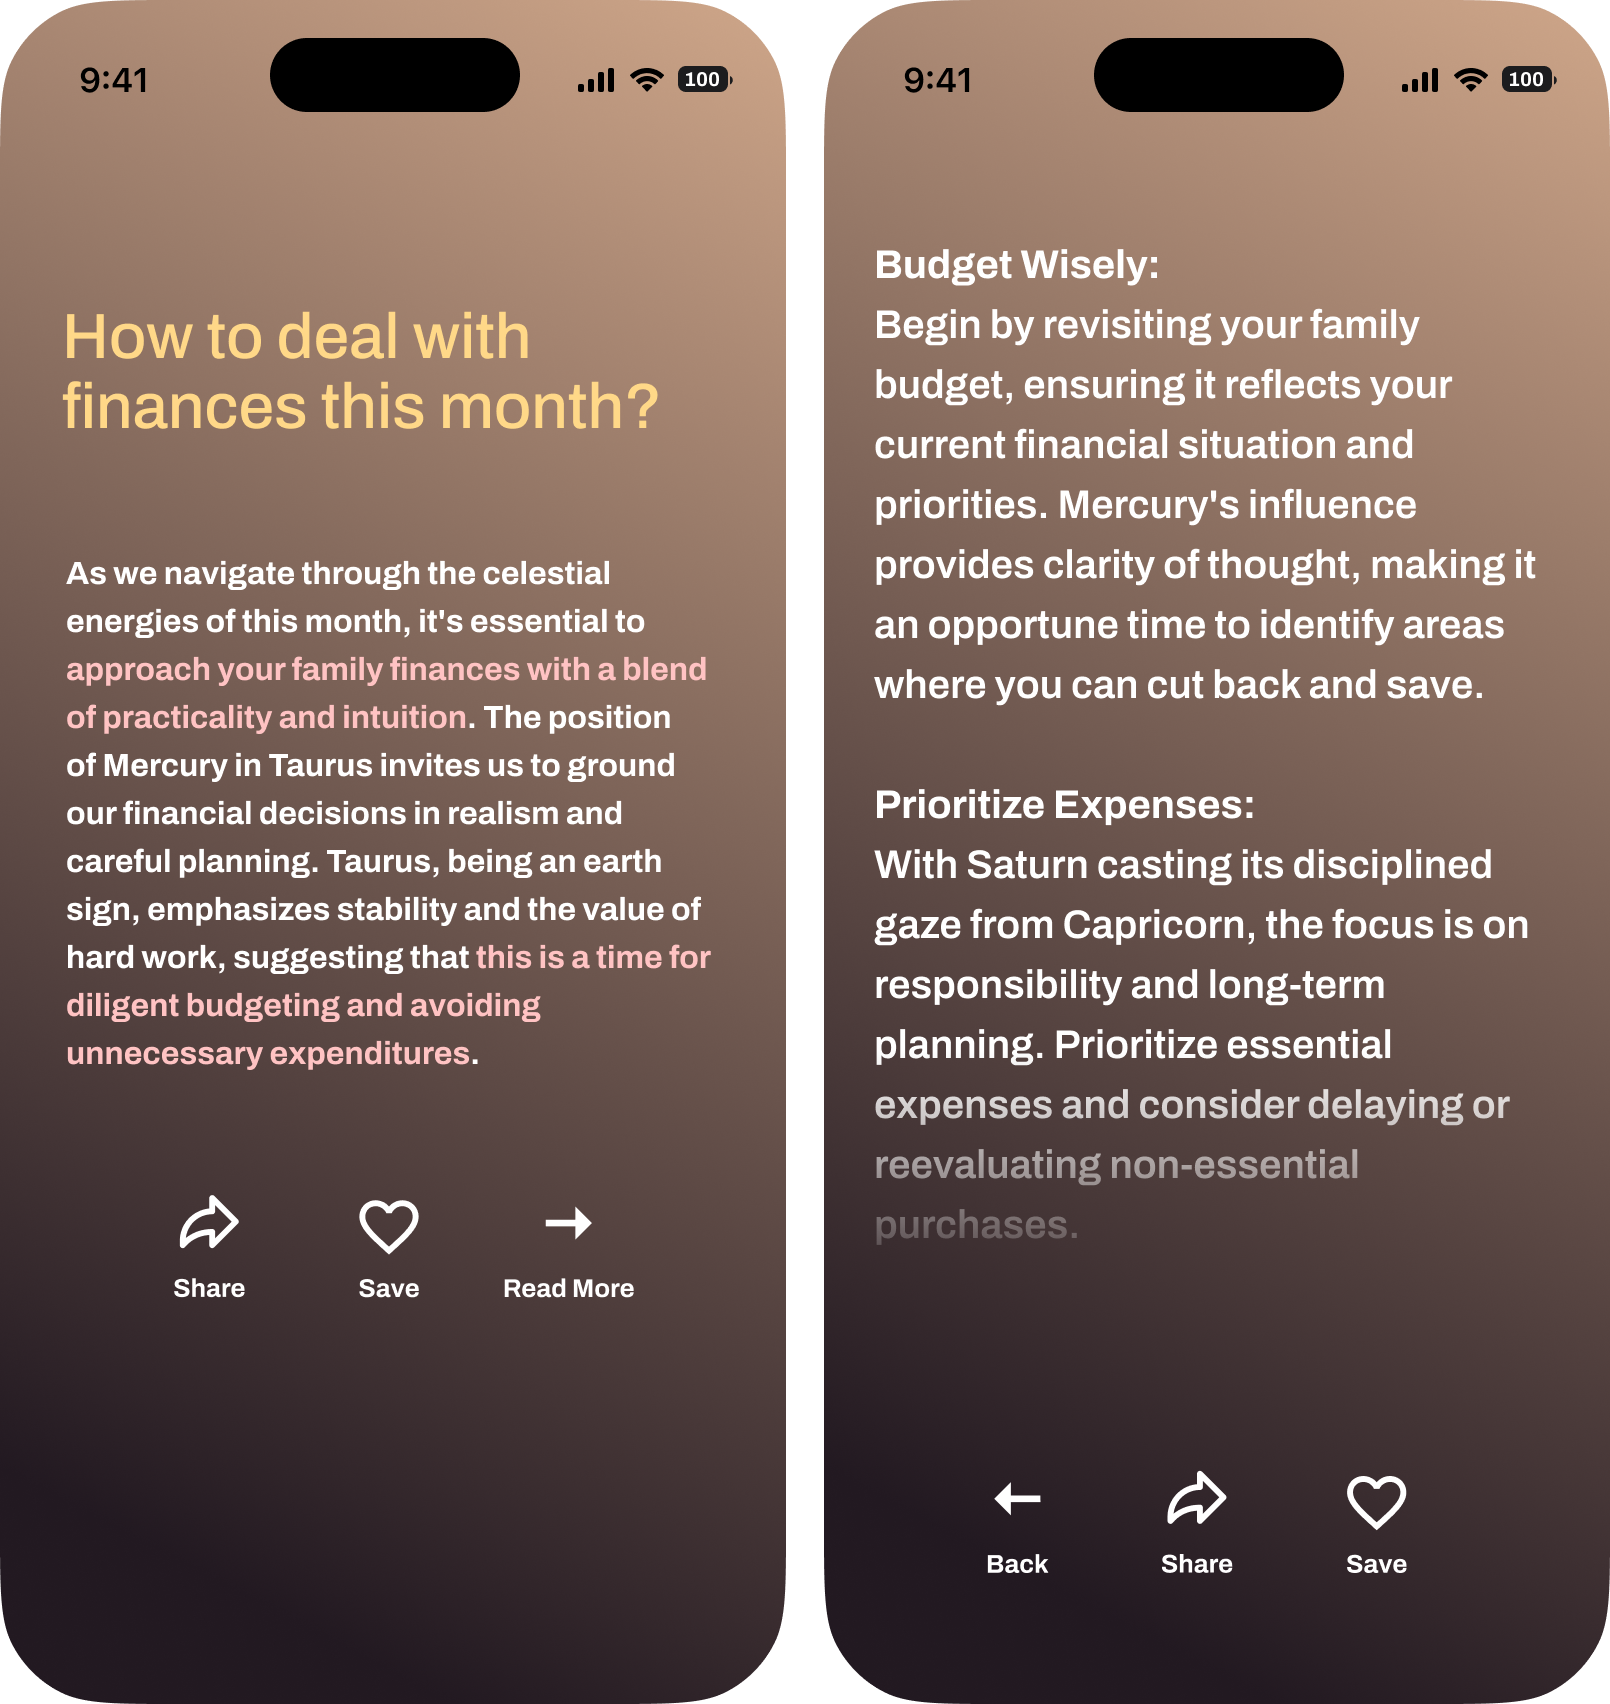 9:41
100
How to deal with
finances this month?
As we navigate through the celestial
energies of this month, it's essential to
approach your family finances with a blend
of practicality and intuition. The position
of Mercury in Taurus invites us to ground
our financial decisions in realism and
careful planning. Taurus, being an earth
sign, emphasizes stability and the value of
hard work, suggesting that this is a time for
diligent budgeting and avoiding
unnecessary expenditures.
Share
Save
Read More
9:41
100
Budget Wisely:
Begin by revisiting your family
budget, ensuring it reflects your
current financial situation and
priorities. Mercury's influence
provides clarity of thought, making it
an opportune time to identify areas
where you can cut back and save.
Prioritize Expenses:
With Saturn casting its disciplined
gaze from Capricorn, the focus is on
responsibility and long-term
planning. Prioritize essential
expenses and consider delaying or
reevaluating non-essential
purchases.
Back
Share
Save